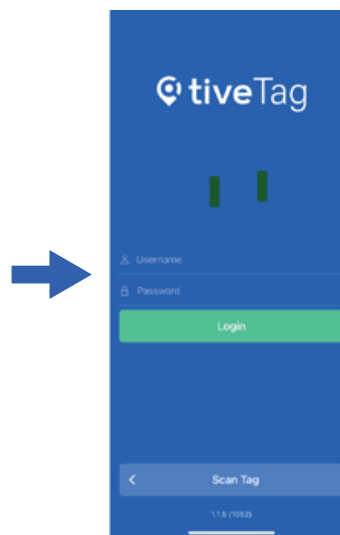 tiveTag
Username
Password
Login
Scan Tag
1.1.6 (1062)